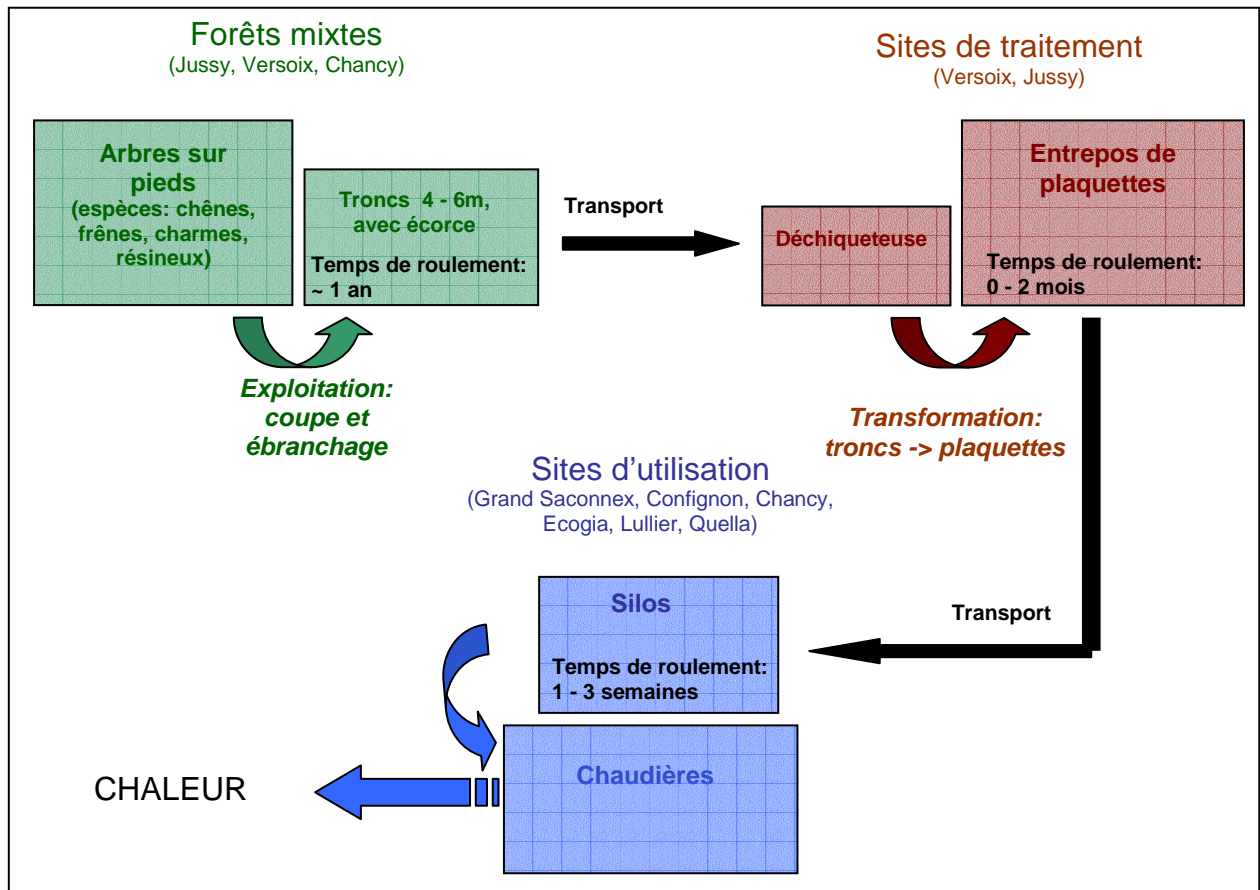 Forêts mixtes
(Jussy, Versoix, Chancy)
Arbres sur
pieds
(espèces: chênes,
frênes, charmes,
résineux)
Troncs 4 - 6m,
avec écorce
Temps de roulement:
~ 1 an
Exploitation:
coupe et
ébranchage
Transport
Sites de traitement
(Versoix, Jussy)
Déchiqueteuse
Entrepos de
plaquettes
Temps de roulement:
0 - 2 mois
Transformation:
troncs -> plaquettes
Transport
Sites d’utilisation
(Grand Saconnex, Confignon, Chancy,
Ecogia, Lullier, Quella)
Silos
Temps de roulement:
1 - 3 semaines
Chaudières
CHALEUR